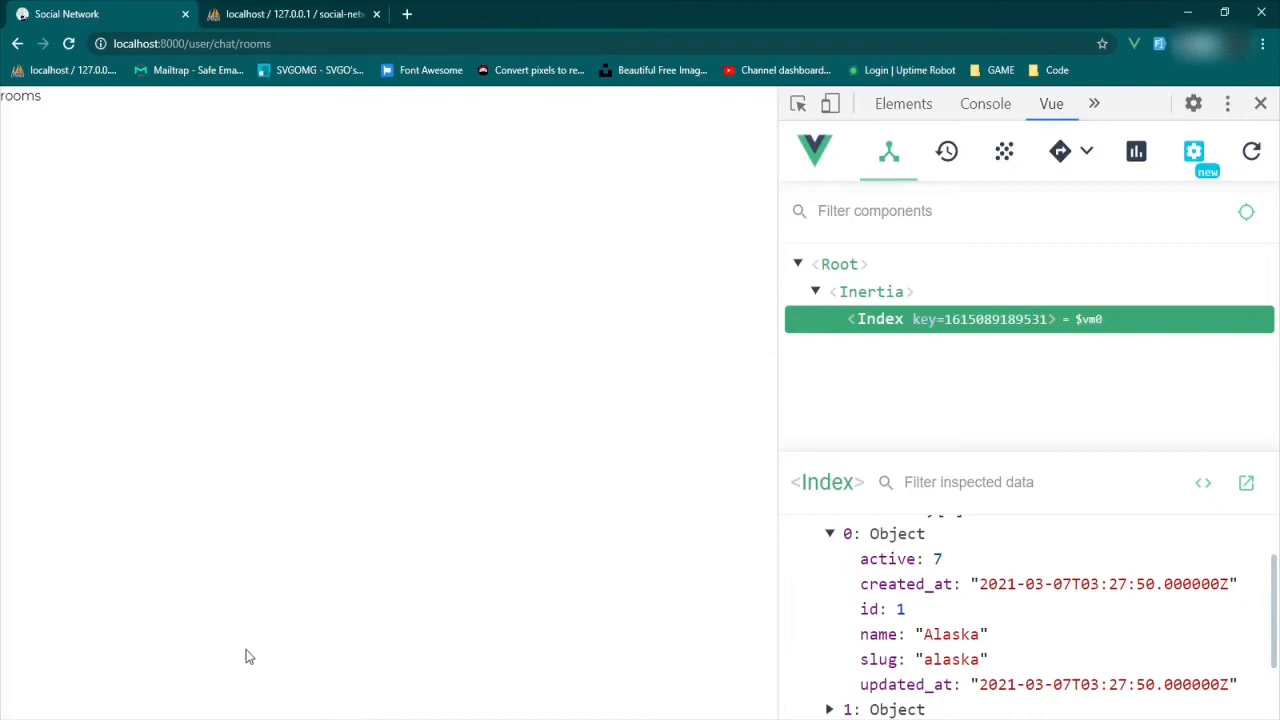 Social Network
localhost / 127.0.0.1 / social-netw
localhost:8000/user/chat/rooms
localhost / 127.0.0....
Mailtrap - Safe Ema...
SVGOMG - SVGO's...
Font Awesome
Convert pixels to re...
Beautiful Free Imag...
Channel dashboard...
Login | Uptime Robot
GAME
Code
rooms
Elements
Console
Vue
new
Filter components
<Root>
<Inertia>
<Index key=1615089189531> = $vm0
<Index>
Filter inspected data
0: Object
active: 7
created_at: "2021-03-07T03:27:50.000000Z"
id: 1
name: "Alaska"
slug: "alaska"
updated_at: "2021-03-07T03:27:50.000000Z"
1: Object